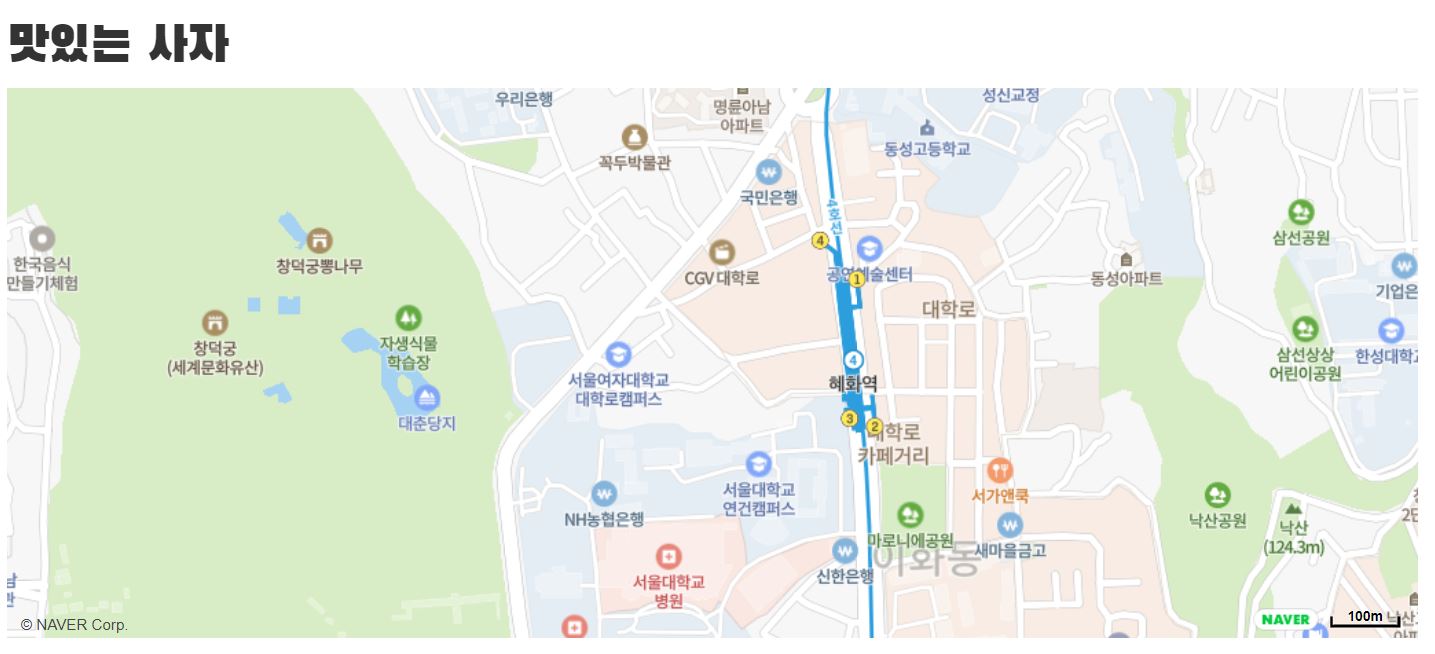 맛있는 사자
우리은행
명륜아남
아파트
성신교정
꼭두박물관
동성고등학교
국민은행
4호선
4
삼선공원
한국음식
만들기체험
창덕궁뽕나무
CGV대학로
공연예술센터
1
동성아파트
기업은
대학로
창덕궁
(세계문화유산)
자생식물
학습장
4
혜화역
삼선상상
어린이공원
한성대학교
서울여자대학교
대학로캠퍼스
대춘당지
3
2
대학로
카페거리
서울대학교
연건캠퍼스
서가앤쿡
NH농협은행
낙산공원
낙산
(124.3m)
마로니에공원
새마을금고
이화동
신한은행
서울대학교
병원
© NAVER Corp.
NAVER
100m